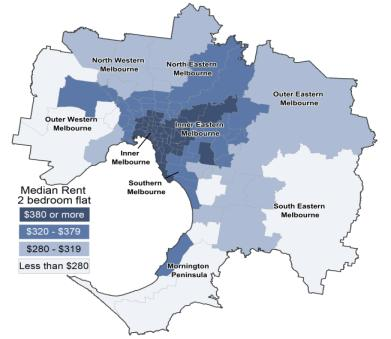 North Western
Melbourne
North Eastern
Melbourne
Outer Eastern
Melbourne
Outer Western
Melbourne
Inner Eastern
Melbourne
Inner
Melbourne
Southern
Melbourne
South Eastern
Melbourne
Mornington
Peninsula
Median Rent
2 bedroom flat
$380 or more
$320 - $379
$280 - $319
Less than $280